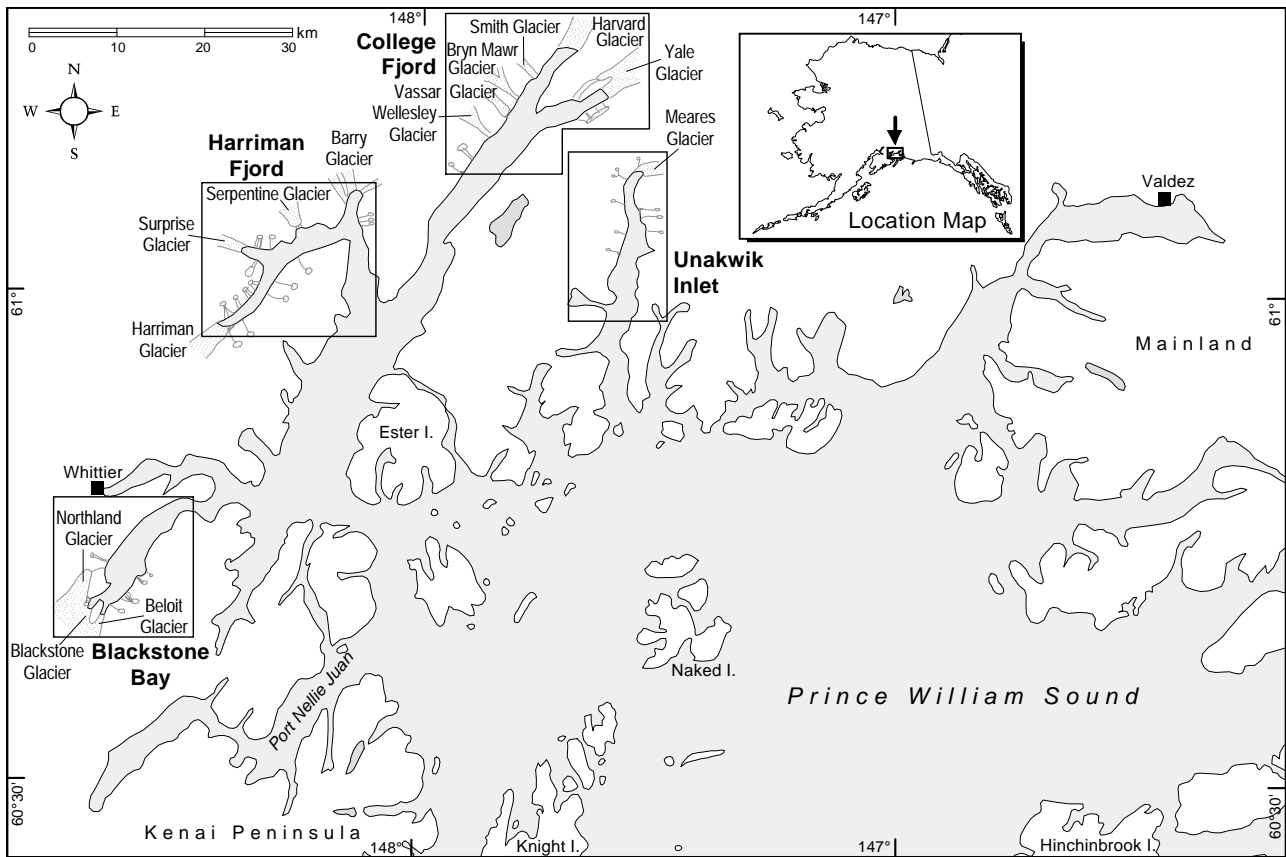 148°
147°
0
10
20
30
km
N
W
E
S
College
Fjord
Smith Glacier
Harvard
Glacier
Bryn Mawr
Glacier
Yale
Glacier
Vassar
Glacier
Wellesley
Glacier
Meares
Glacier
Barry
Glacier
Harriman
Fjord
Serpentine Glacier
Surprise
Glacier
Harriman
Glacier
Location Map
Valdez
Unakwik
Inlet
61°
61°
Mainland
Ester I.
Whittier
Northland
Glacier
Beloit
Glacier
Blackstone
Glacier
Blackstone
Bay
Port Nellie Juan
Naked I.
Prince William Sound
60°30'
60°30'
Kenai Peninsula
148°
Knight I.
147°
Hinchinbrook I.